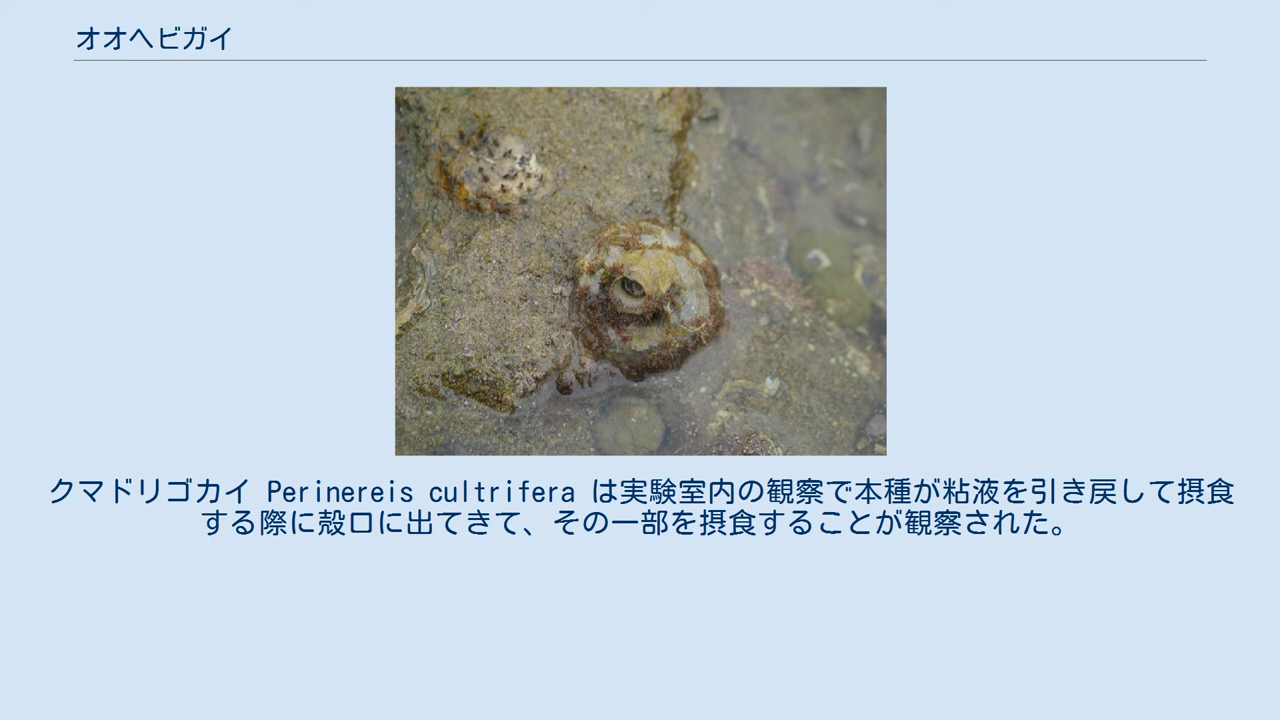 オオヘビガイ
クマドリゴカイ Perinereis cultrifera は実験室内の観察で本種が粘液を引き戻して摂食
する際に殻口に出てきて、その一部を摂食することが観察された。